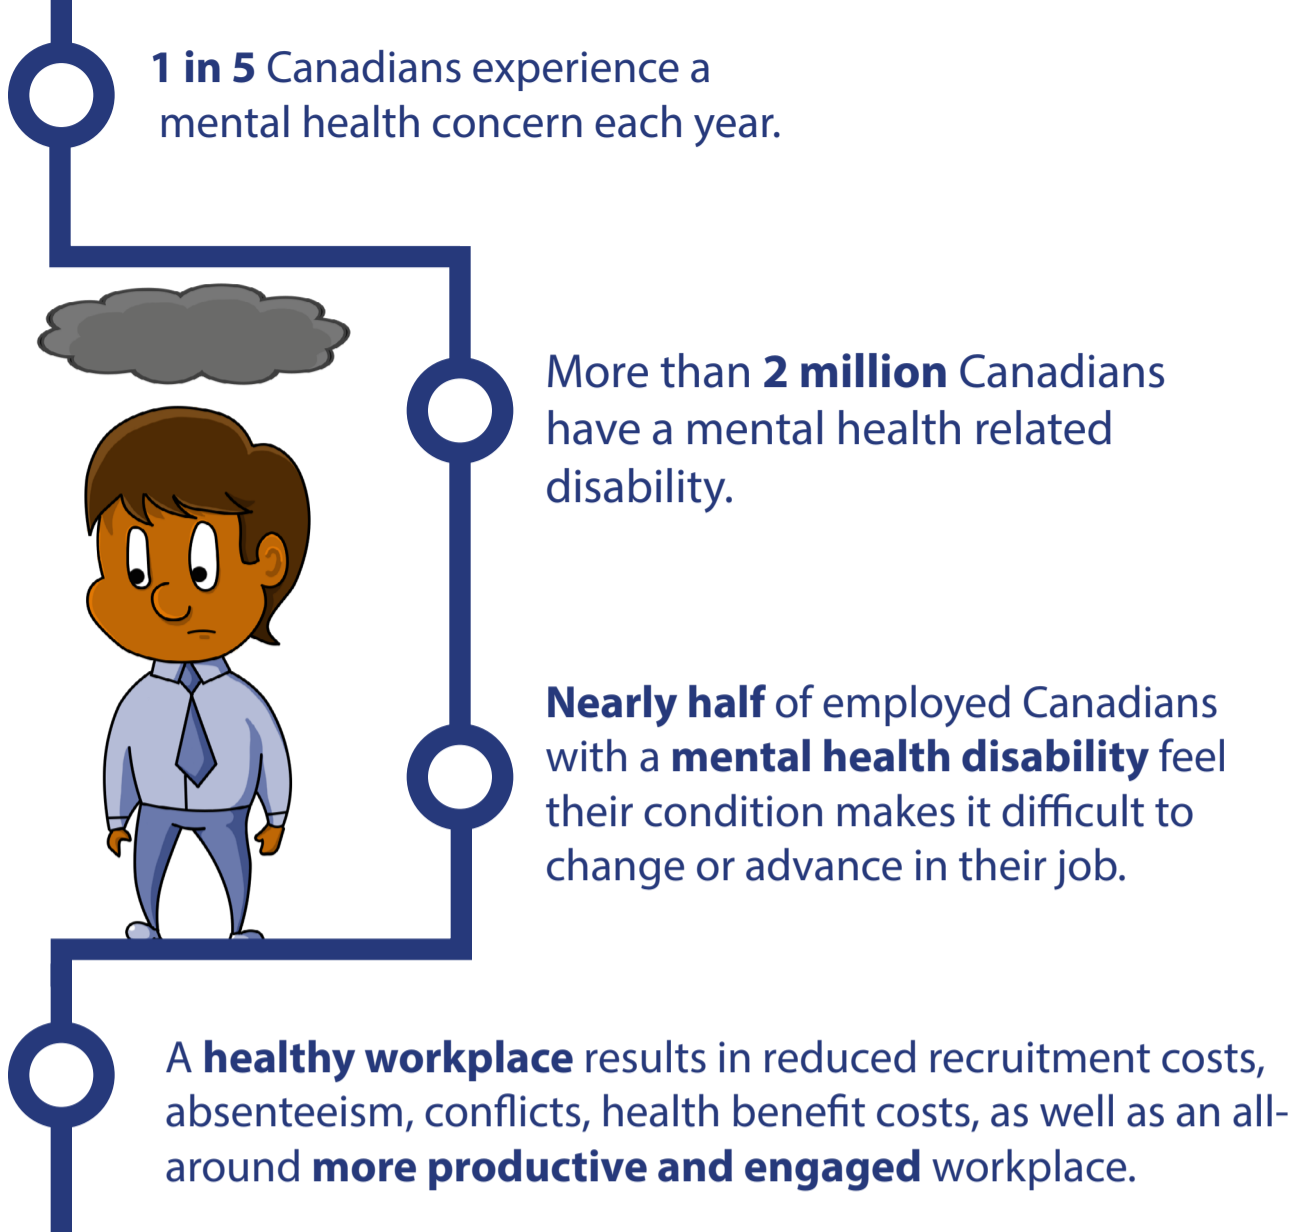 1 in 5 Canadians experience a
mental health concern each year.
More than 2 million Canadians
have a mental health related
disability.
Nearly half of employed Canadians
with a mental health disability feel
their condition makes it difficult to
change or advance in their job.
A healthy workplace results in reduced recruitment costs,
absenteeism, conflicts, health benefit costs, as well as an all-
around more productive and engaged workplace.